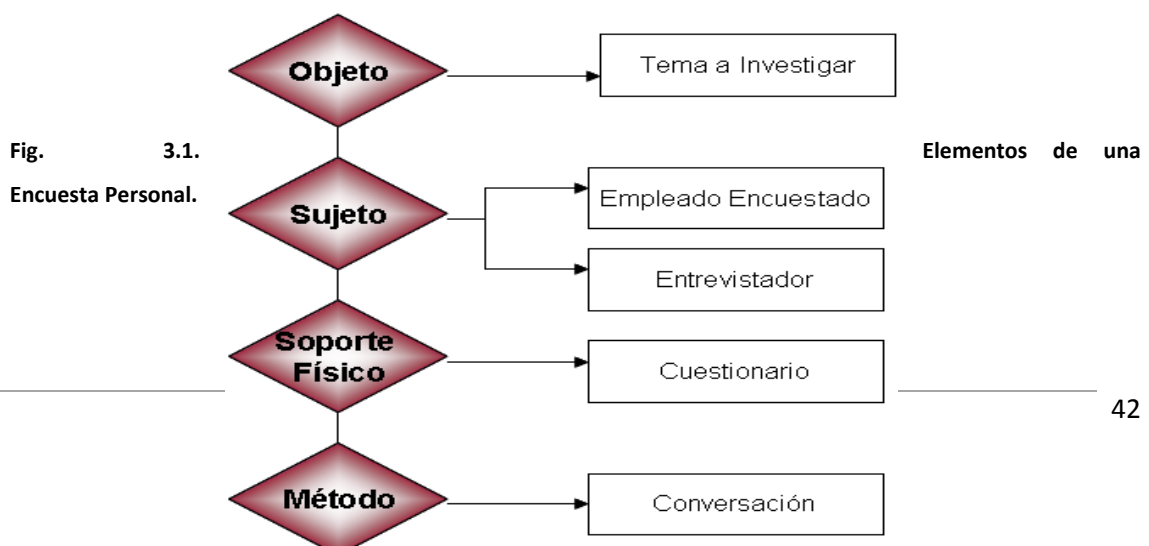 Objeto
Tema a Investigar
Fig. 3.1. Elementos de una
Encuesta Personal.
Sujeto
Empleado Encuestado
Entrevistador
Soporte
Físico
Cuestionario
42
Método
Conversación